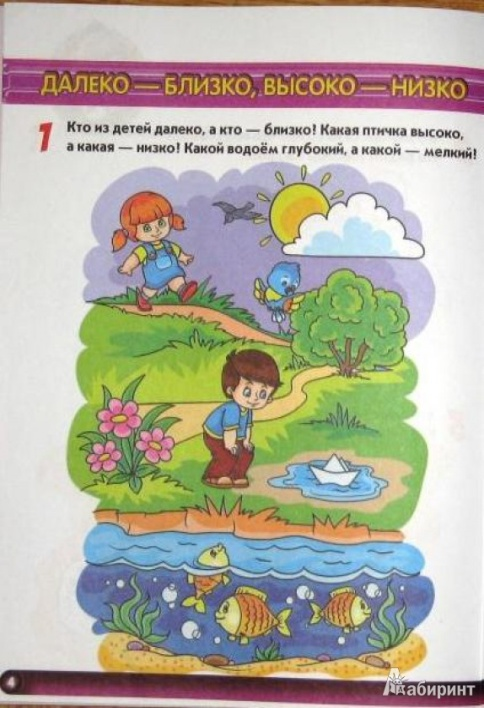 ДАЛЕКО — БЛИЗКО, ВЫСОКО — НИЗКО
1 Кто из детей далеко, а кто — близко! Какая птичка высоко,
а какая — низко! Какой водоём глубокий, а какой — мелкий!
4
Лабиринт